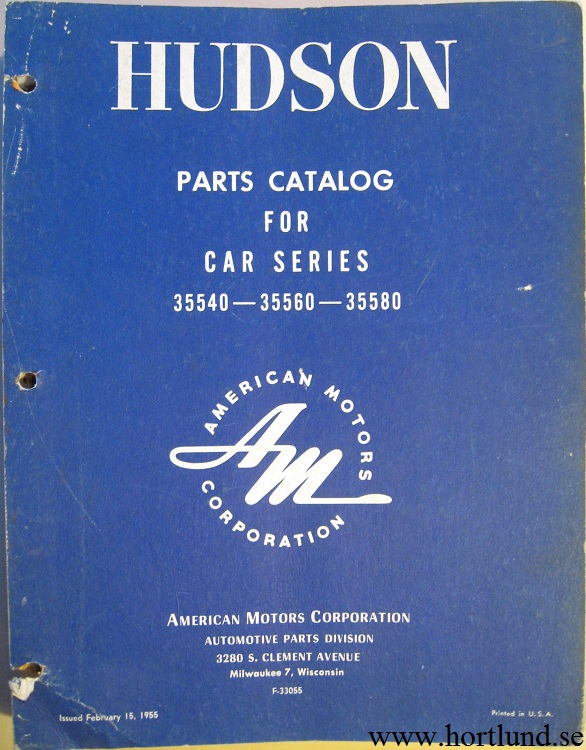 HUDSON
PARTS CATALOG
FOR
CAR SERIES
35540—35560—35580
AMERICAN MOTORS
AM
CORPORATION
AMERICAN MOTORS CORPORATION
AUTOMOTIVE PARTS DIVISION
3280 S. CLEMENT AVENUE
Milwaukee 7, Wisconsin
F-33055
Issued February 15, 1955
Printed in U.S.A.
www.hortlund.se